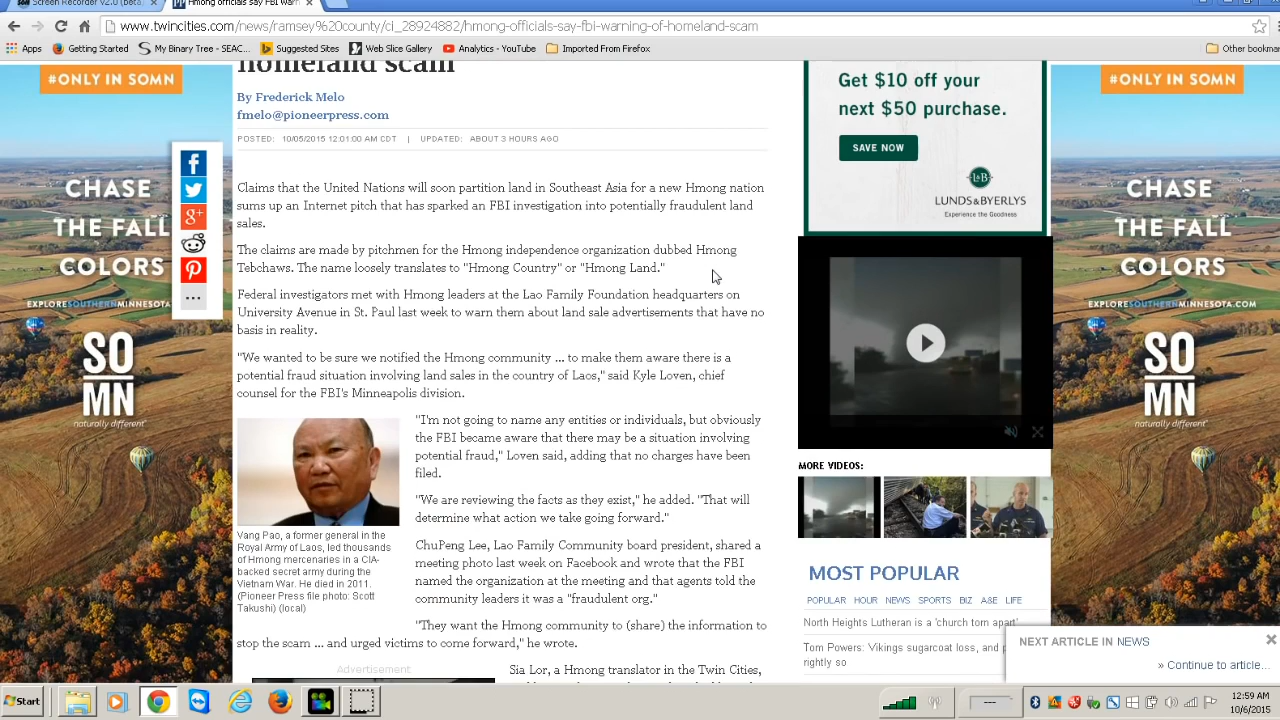 Screen Recorder V2.0 (Beta)
Hmong officials say FBI warn
www.twincities.com/news/ramsey%20county/ci_28924882/hmong-officials-say-fbi-warning-of-homeland-scam
Apps Getting Started My Binary Tree - SEAC... Suggested Sites Web Slice Gallery Analytics - YouTube Imported From Firefox Other bookmar
#ONLY IN SOMN
CHASE
THE FALL
COLORS
EXPLORESOUTHERNMINNESOTA
SO
MN
naturally different
homeland scam
By Frederick Melo
fmelo@pioneerpress.com
POSTED: 10/05/2015 12:01:00 AM CDT | UPDATED: ABOUT 3 HOURS AGO
Claims that the United Nations will soon partition land in Southeast Asia for a new Hmong nation
sums up an Internet pitch that has sparked an FBI investigation into potentially fraudulent land
sales.
The claims are made by pitchmen for the Hmong independence organization dubbed Hmong
Tebchaws. The name loosely translates to "Hmong Country" or "Hmong Land."
Federal investigators met with Hmong leaders at the Lao Family Foundation headquarters on
University Avenue in St. Paul last week to warn them about land sale advertisements that have no
basis in reality.
"We wanted to be sure we notified the Hmong community ... to make them aware there is a
potential fraud situation involving land sales in the country of Laos," said Kyle Loven, chief
counsel for the FBI's Minneapolis division.
Vang Pao, a former general in the
Royal Army of Laos, led thousands
of Hmong mercenaries in a CIA-
backed secret army during the
Vietnam War. He died in 2011.
(Pioneer Press file photo: Scott
Takushi) (local)
"I'm not going to name any entities or individuals, but obviously
the FBI became aware that there may be a situation involving
potential fraud," Loven said, adding that no charges have been
filed.
"We are reviewing the facts as they exist," he added. "That will
determine what action we take going forward."
ChuPeng Lee, Lao Family Community board president, shared a
meeting photo last week on Facebook and wrote that the FBI
named the organization at the meeting and that agents told the
community leaders it was a "fraudulent org."
"They want the Hmong community to (share) the information to
stop the scam ... and urged victims to come forward," he wrote.
Advertisement
Sia Lor, a Hmong translator in the Twin Cities,
Get $10 off your
next $50 purchase.
SAVE NOW
L&B
LUNDS&BYERLYS
Experience the Goodness
MORE VIDEOS:
MOST POPULAR
POPULAR HOUR NEWS SPORTS BIZ A&E LIFE
North Heights Lutheran is a 'church torn apart'
Tom Powers: Vikings sugarcoat loss, and
rightly so
NEXT ARTICLE IN NEWS
» Continue to article...
#ONLY IN SOMN
CHASE
THE FALL
COLORS
EXPLORESOUTHERNMINNESOTA.COM
SO
MN
naturally different
Start
12:59 AM
10/6/2015